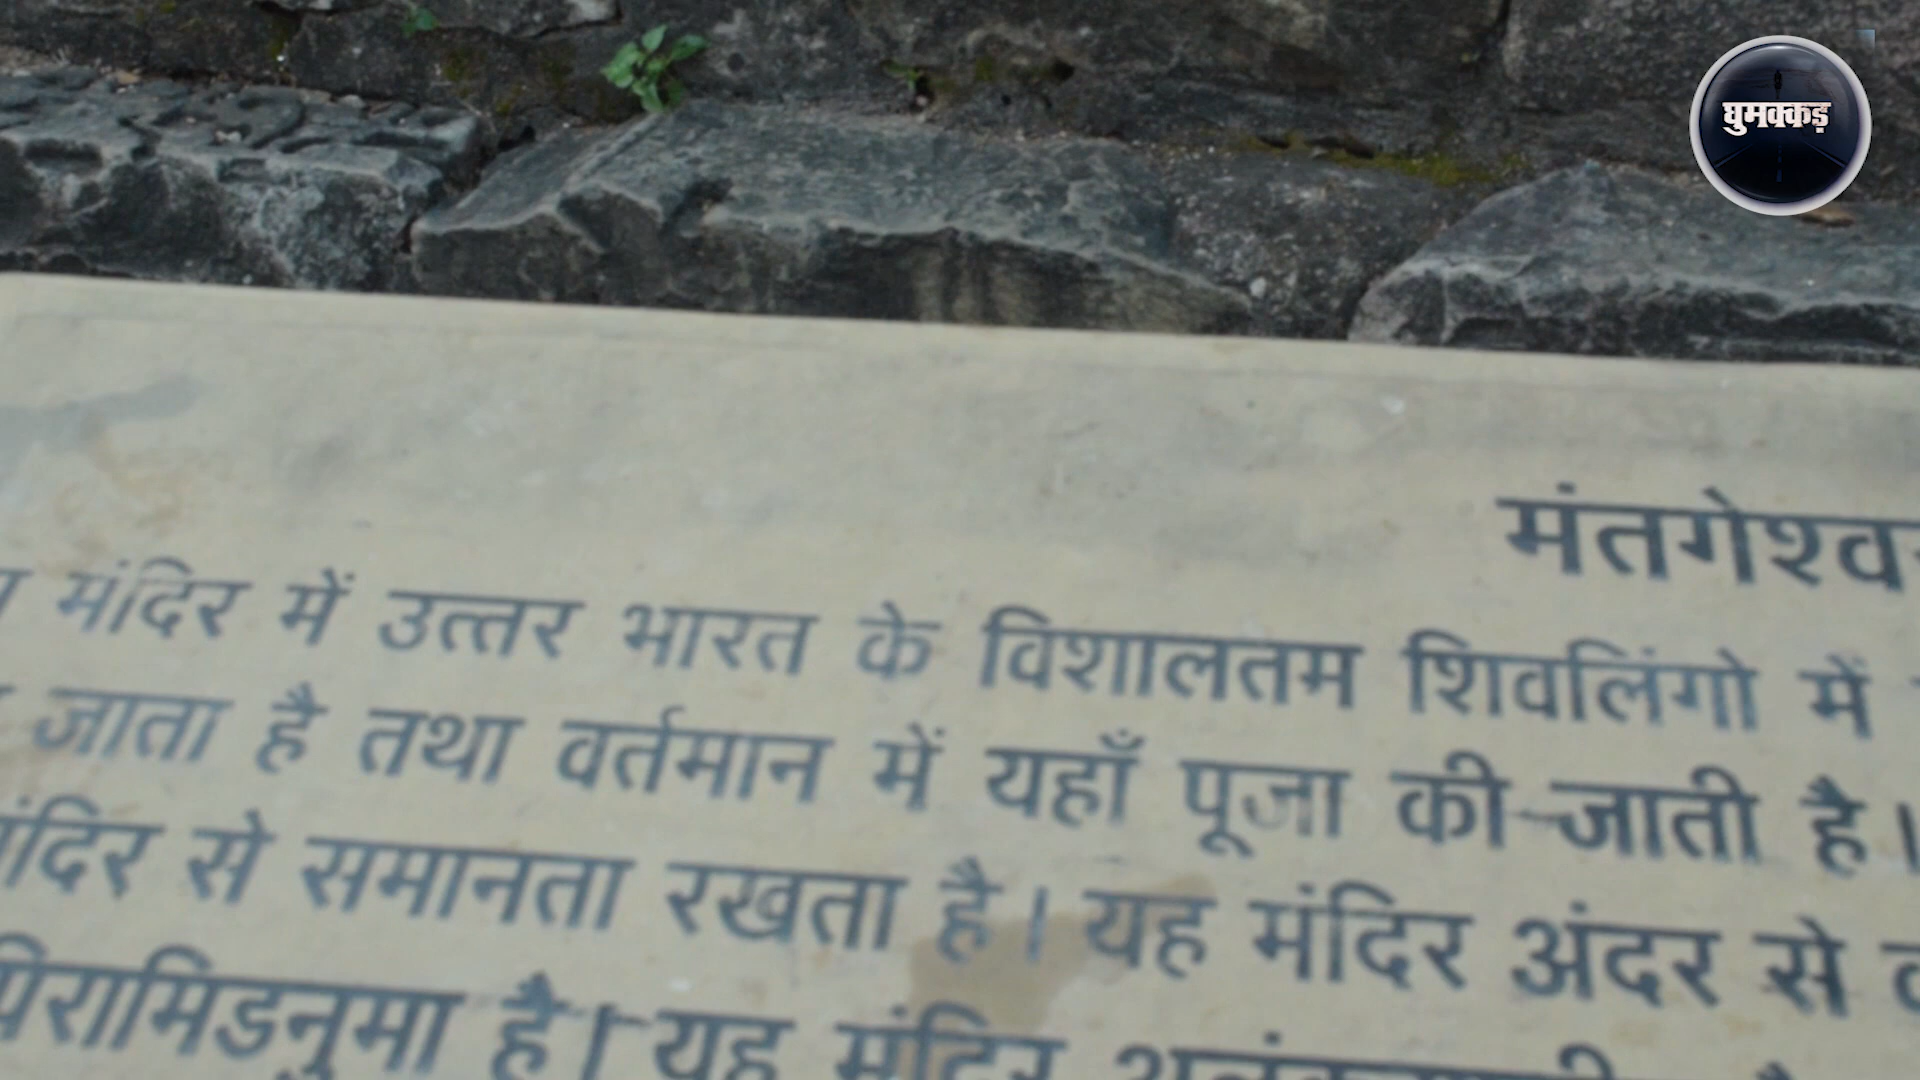 घुमक्कड़
मंतगेश्व
मंदिर में उत्तर भारत के विशालतम शिवलिंगो में
जाता है तथा वर्तमान में यहाँ पूजा की जाती है।
मंदिर से समानता रखता है। यह मंदिर अंदर से
पिरामिडनुमा है। यह मंदिर